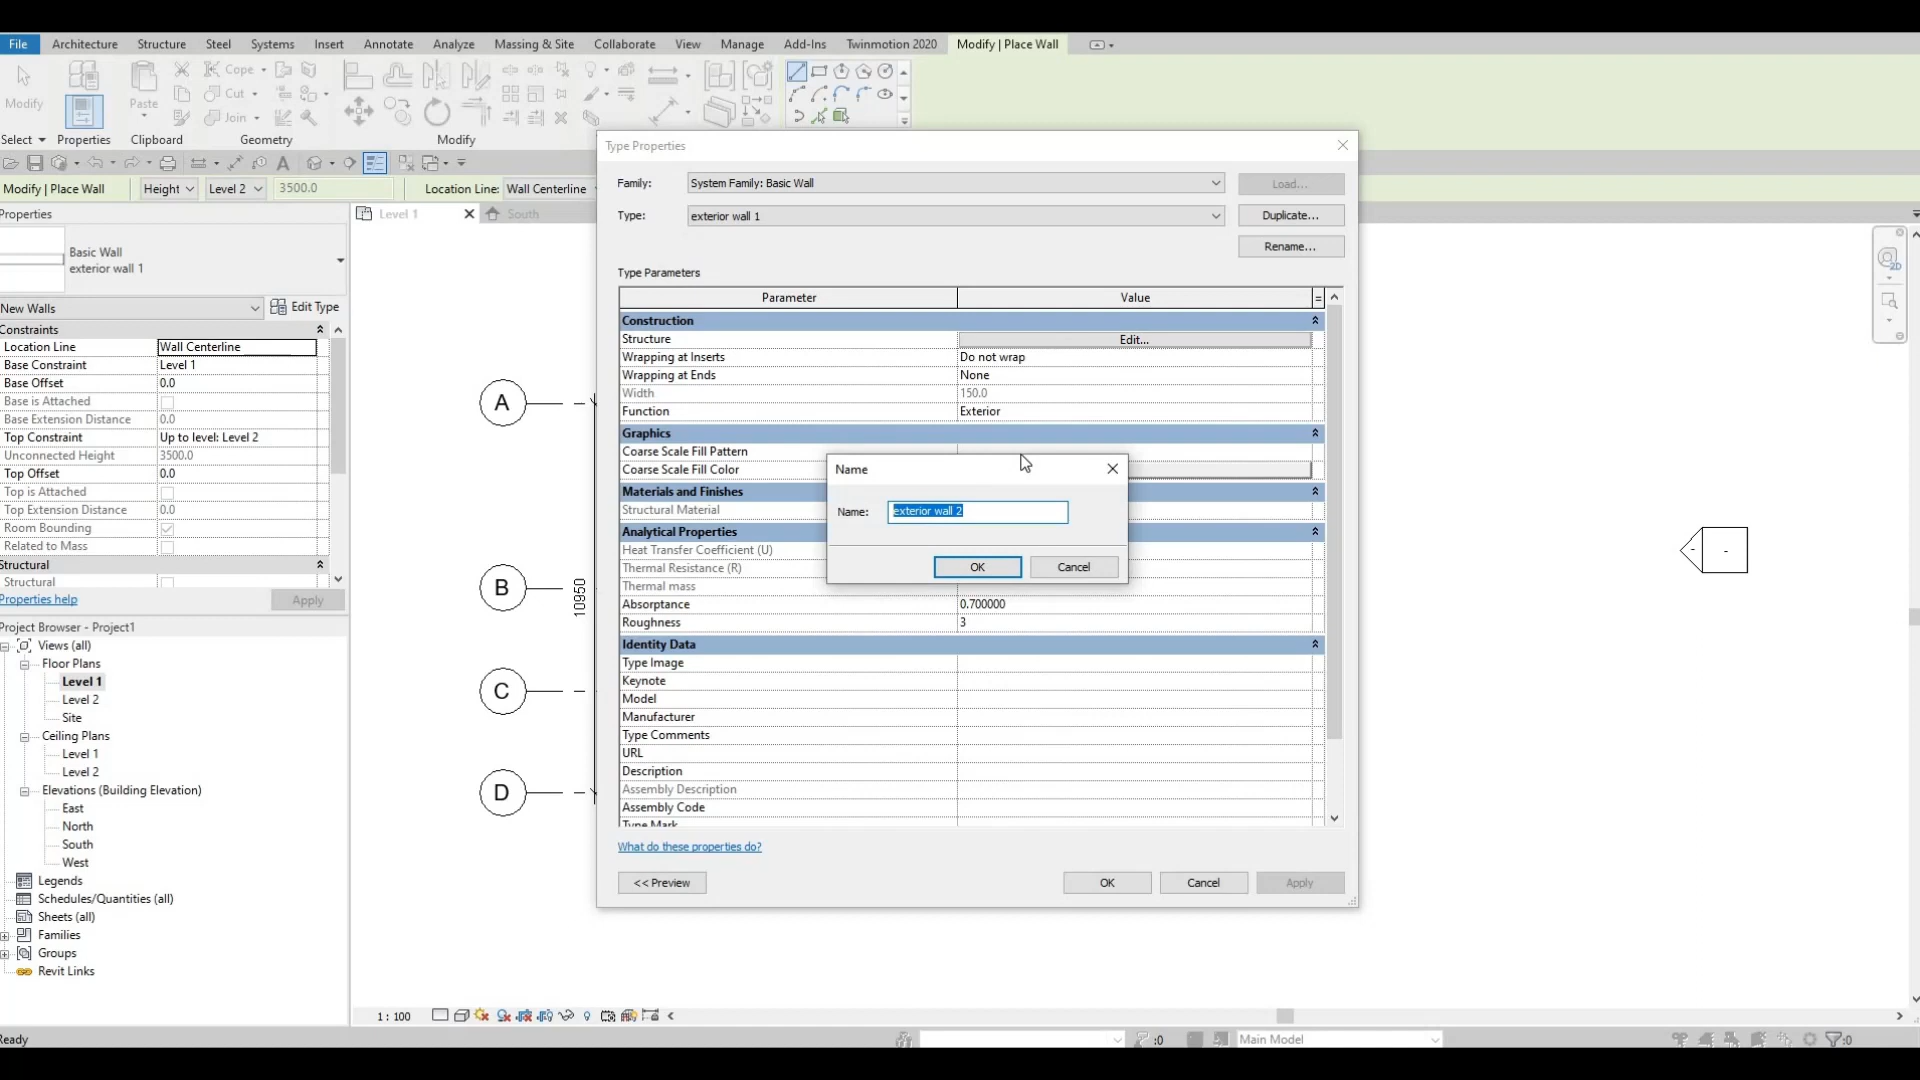 File Architecture Structure Steel Systems Insert Annotate Analyze Massing & Site Collaborate View Manage Add-Ins Twinmotion 2020 Modify | Place Wall
Modify
Cope
Cut
Join
Paste
Select Properties Clipboard Geometry Modify
Modify | Place Wall Height Level 2 3500.0 Location Line: Wall Centerline
Properties
Basic Wall
exterior wall 1
New Walls Edit Type
Constraints
Location Line Wall Centerline
Base Constraint Level 1
Base Offset 0.0
Base is Attached
Base Extension Distance 0.0
Top Constraint Up to level: Level 2
Unconnected Height 3500.0
Top Offset 0.0
Top is Attached
Top Extension Distance 0.0
Room Bounding
Related to Mass
Structural
Structural
Properties help Apply
Project Browser - Project1
Views (all)
Floor Plans
Level 1
Level 2
Site
Ceiling Plans
Level 1
Level 2
Elevations (Building Elevation)
East
North
South
West
Legends
Schedules/Quantities (all)
Sheets (all)
Families
Groups
Revit Links
Level 1 South
A
B
C
D
10950
Type Properties
Family: System Family: Basic Wall Load...
Type: exterior wall 1 Duplicate...
Rename...
Type Parameters
Parameter Value =
Construction
Structure Edit...
Wrapping at Inserts Do not wrap
Wrapping at Ends None
Width 150.0
Function Exterior
Graphics
Coarse Scale Fill Pattern
Coarse Scale Fill Color
Materials and Finishes
Structural Material
Analytical Properties
Heat Transfer Coefficient (U)
Thermal Resistance (R)
Thermal mass
Absorptance 0.700000
Roughness 3
Identity Data
Type Image
Keynote
Model
Manufacturer
Type Comments
URL
Description
Assembly Description
Assembly Code
Type Mark
What do these properties do?
<< Preview OK Cancel Apply
Name
Name: exterior wall 2
OK Cancel
2D
1 : 100
Ready :0 Main Model :0